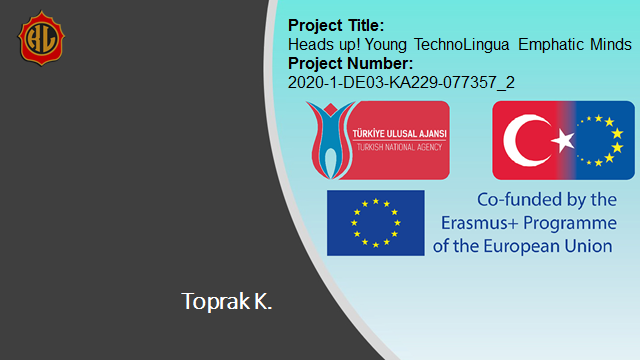 HL
Project Title:
Heads up! Young TechnoLingua Emphatic Minds
Project Number:
2020-1-DE03-KA229-077357_2
TÜRKİYE ULUSAL AJANSI
TURKISH NATIONAL AGENCY
Co-funded by the
Erasmus+ Programme
of the European Union
Toprak K.